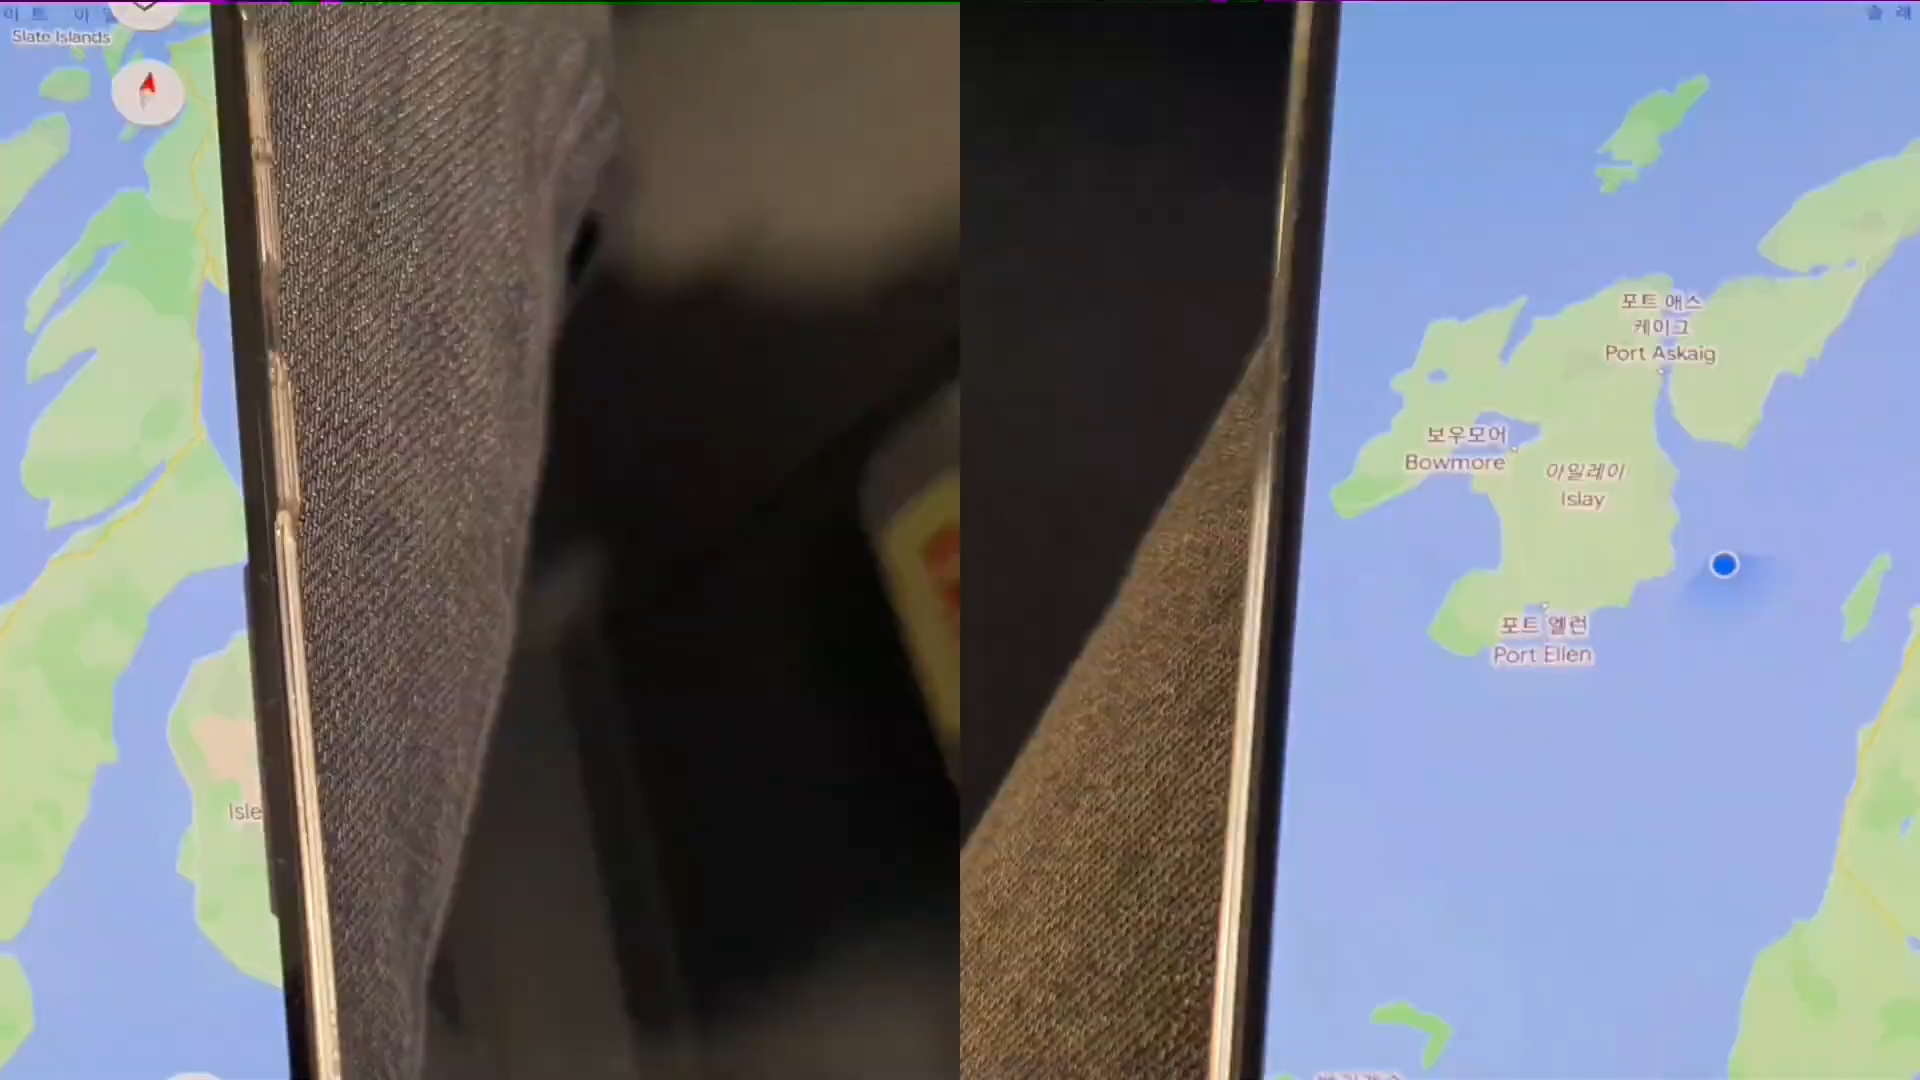 Slate Islands
Isle
포트 애스
케이그
Port Askaig
보우모어
Bowmore
아일레이
Islay
포트 엘런
Port Ellen